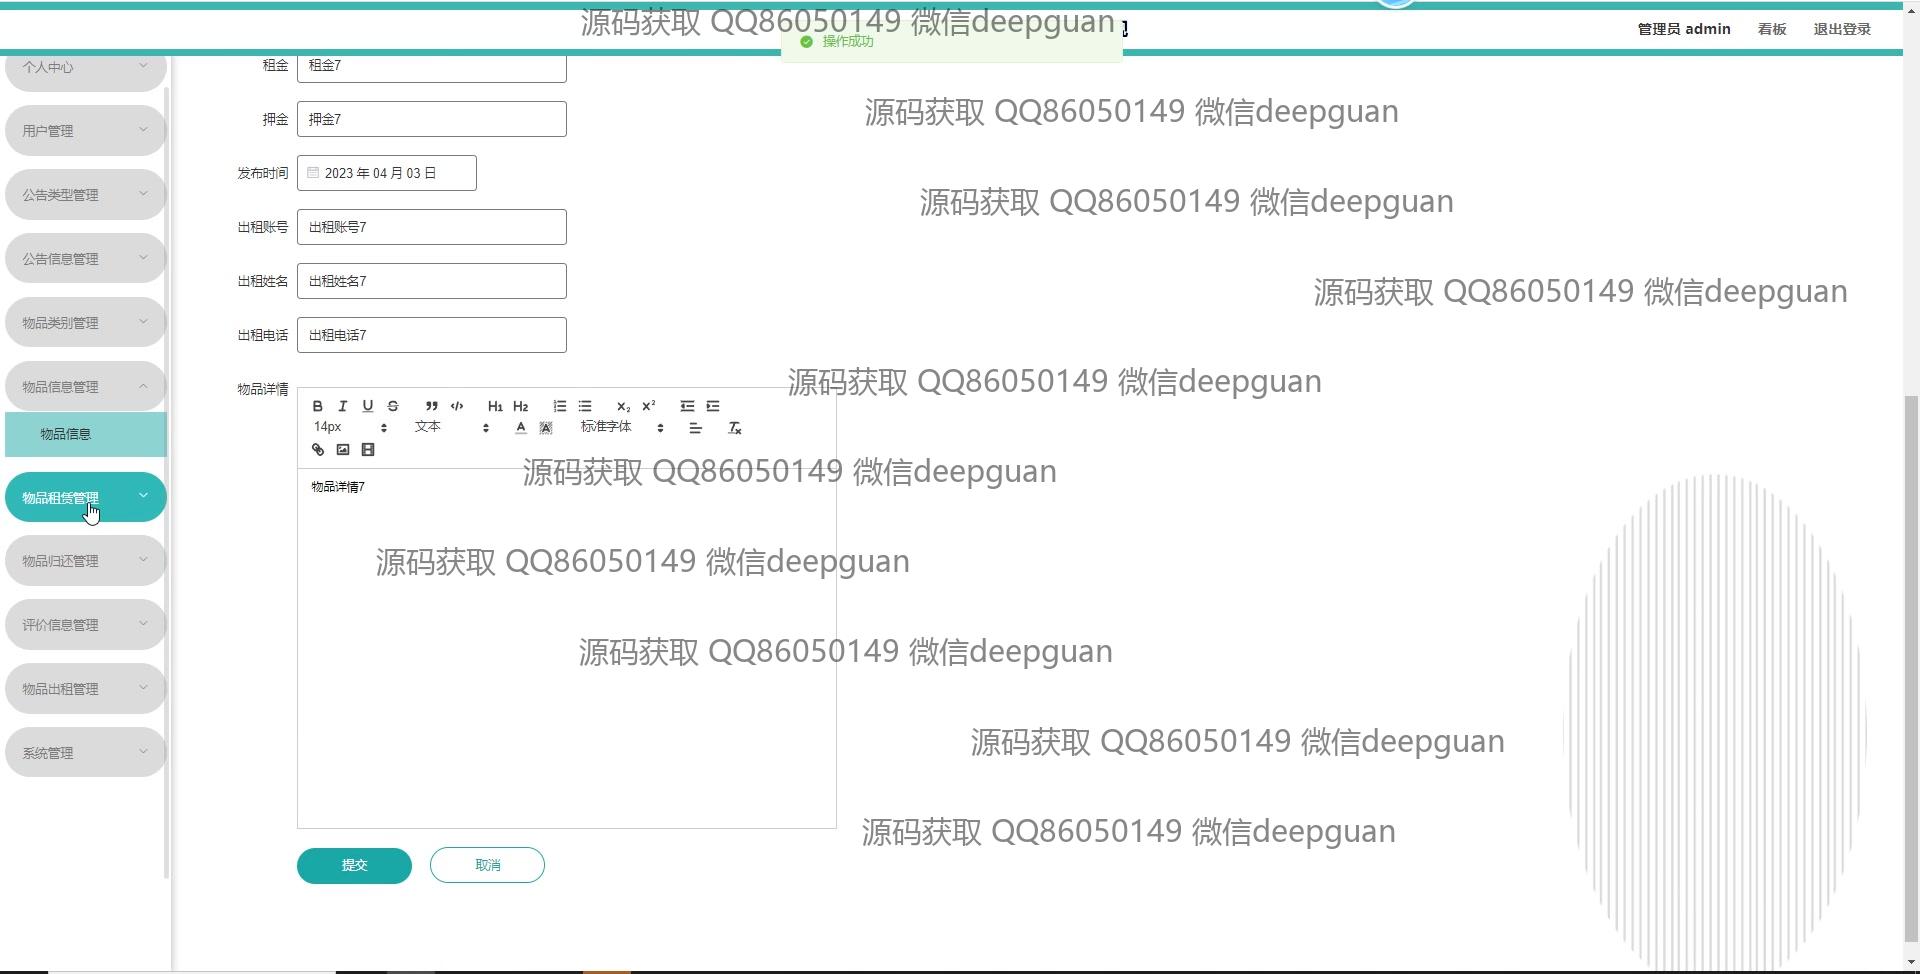 源码获取 QQ86050149 微信deepguan
操作成功
管理员 admin
看板
退出登录
个人中心
用户管理
公告类型管理
公告信息管理
物品类别管理
物品信息管理
物品信息
物品租赁管理
物品归还管理
评价信息管理
物品出租管理
系统管理
租金 租金7
源码获取 QQ86050149 微信deepguan
押金 押金7
发布时间 2023 年 04 月 03 日
源码获取 QQ86050149 微信deepguan
出租账号 出租账号7
出租姓名 出租姓名7
源码获取 QQ86050149 微信deepguan
出租电话 出租电话7
物品详情
源码获取 QQ86050149 微信deepguan
B I U S ” </> H1 H2 X₂ X²
14px 文本 A A 标准字体 Tx
源码获取 QQ86050149 微信deepguan
物品详情7
源码获取 QQ86050149 微信deepguan
源码获取 QQ86050149 微信deepguan
源码获取 QQ86050149 微信deepguan
源码获取 QQ86050149 微信deepguan
提交 取消